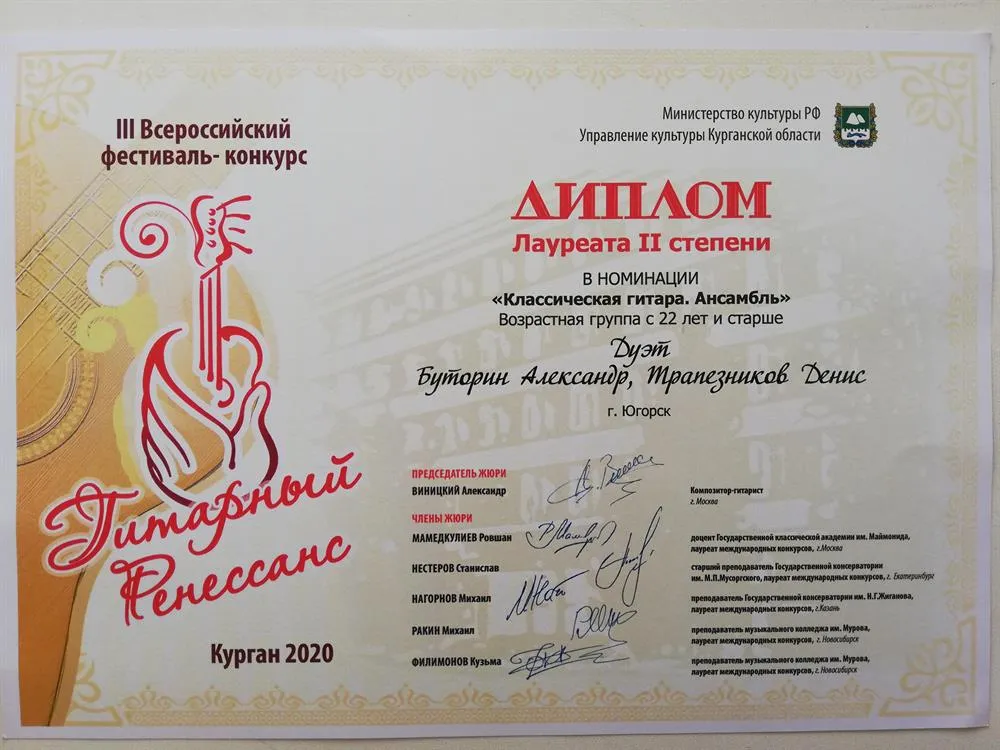 III Всероссийский
фестиваль- конкурс
Гитарный
Ренессанс
Курган 2020
Министерство культуры РФ
Управление культуры Курганской области
ДИПЛОМ
Лауреата II степени
В НОМИНАЦИИ
«Классическая гитара. Ансамбль»
Возрастная группа с 22 лет и старше
Дуэт
Буторин Александр, Трапезников Денис
г. Югорск
ПРЕДСЕДАТЕЛЬ ЖЮРИ
ВИНИЦКИЙ Александр
Композитор-гитарист
г. Москва
ЧЛЕНЫ ЖЮРИ
МАМЕДКУЛИЕВ Ровшан
доцент Государственной классической академии им. Маймонида,
лауреат международных конкурсов, г.Москва
НЕСТЕРОВ Станислав
старший преподаватель Государственной консерватории
им. М.П.Мусоргского, лауреат международных конкурсов, г. Екатеринбург
НАГОРНОВ Михаил
преподаватель Государственной консерватории им. Н.Г.Жиганова,
лауреат международных конкурсов, г.Казань
РАКИН Михаил
преподаватель музыкального колледжа им. Мурова,
лауреат международных конкурсов, г. Новосибирск
ФИЛИМОНОВ Кузьма
преподаватель музыкального колледжа им. Мурова,
лауреат международных конкурсов, г. Новосибирск